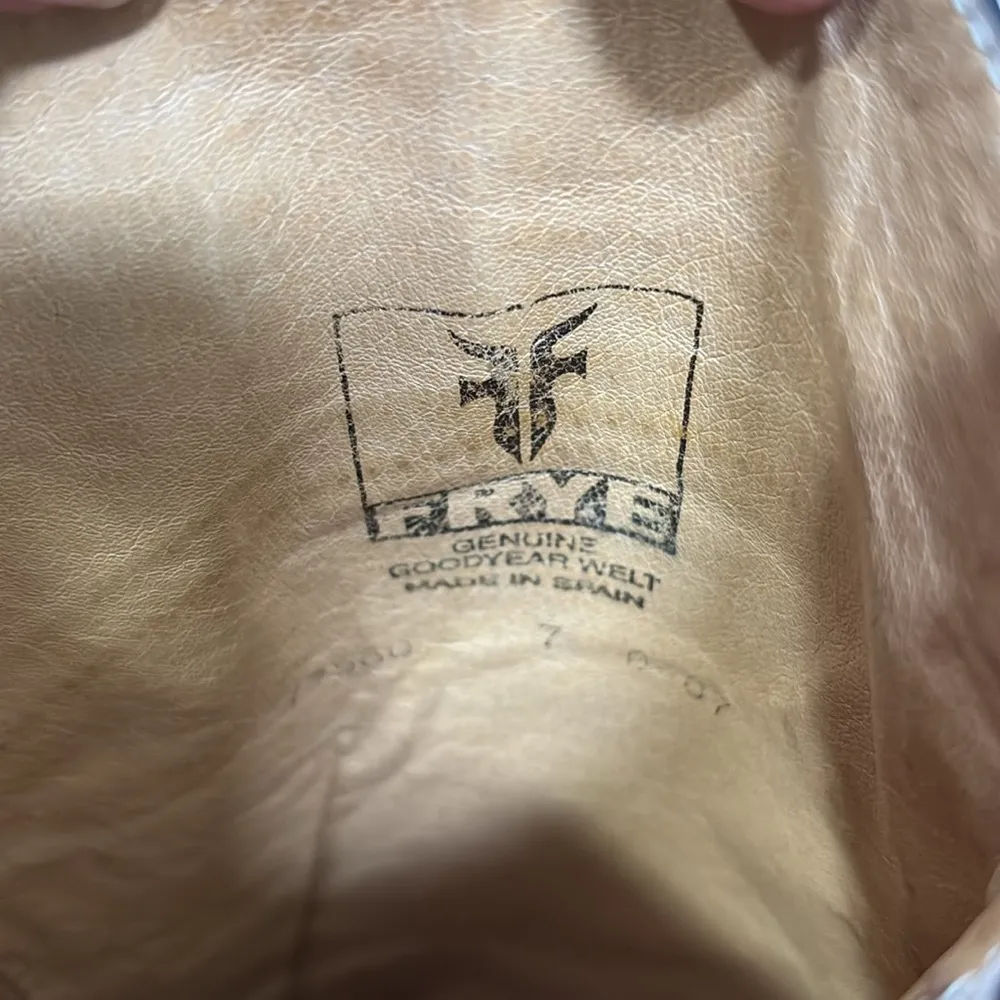 FRYE
GENUINE
GOODYEAR WELT
MADE IN SPAIN
7